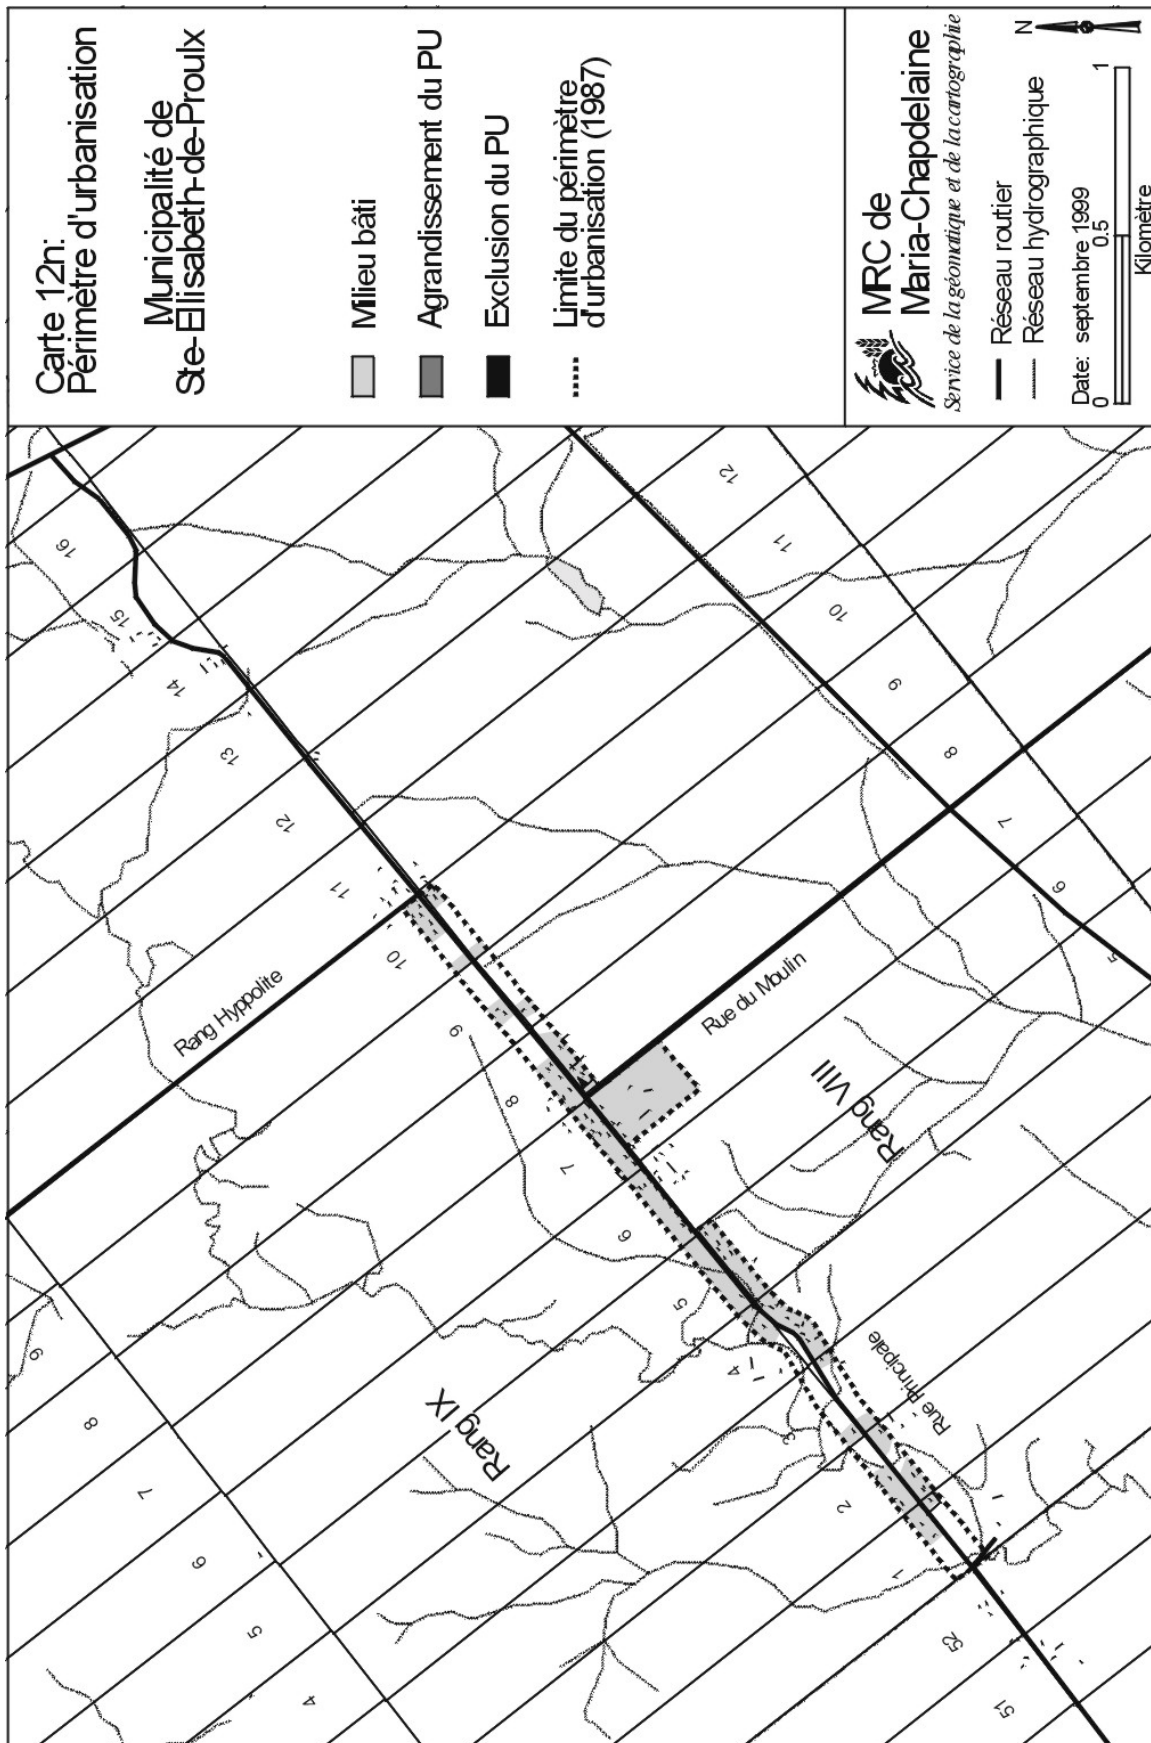 Carte 12n:
Périmètre d'urbanisation
Municipalité de
Ste-Elisabeth-de-Proulx
Milieu bâti
Agrandissement du PU
Exclusion du PU
Limite du périmètre
d'urbanisation (1987)
MRC de
Maria-Chapdelaine
Service de la géomatique et de la cartographie
Réseau routier
Réseau hydrographique
Date: septembre 1999
0 0.5 1
Kilomètre
N
16
15
14
13
12
11
10
9
8
7
6
5
4
3
2
1
52
51
Rang Hyppolite
Rue du Moulin
Rang VIII
Rue Principale
Rang IX
12
11
10
9
8
7
6
5
9
8
7
6
5
4